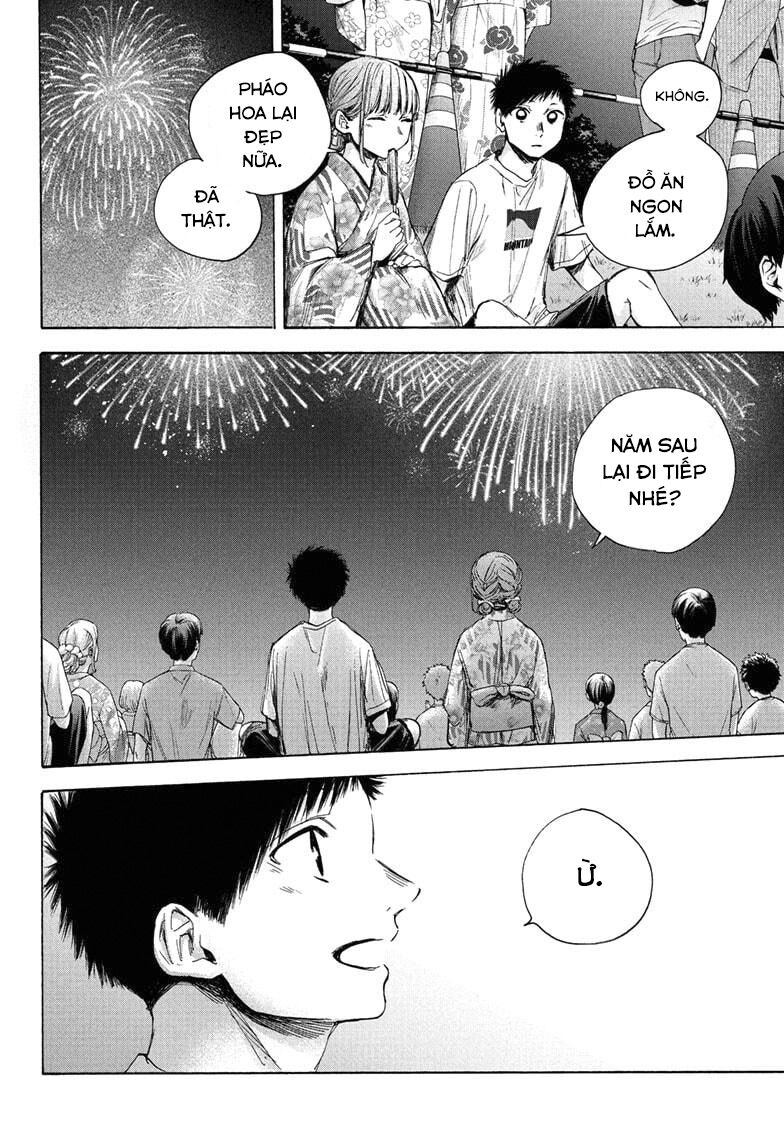 KHÔNG.
ĐỒ ĂN
NGON
LẮM.
PHÁO
HOA LẠI
ĐẸP
NỮA.
ĐÃ
THẬT.
NĂM SAU
LẠI ĐI TIẾP
NHÉ?
Ừ.